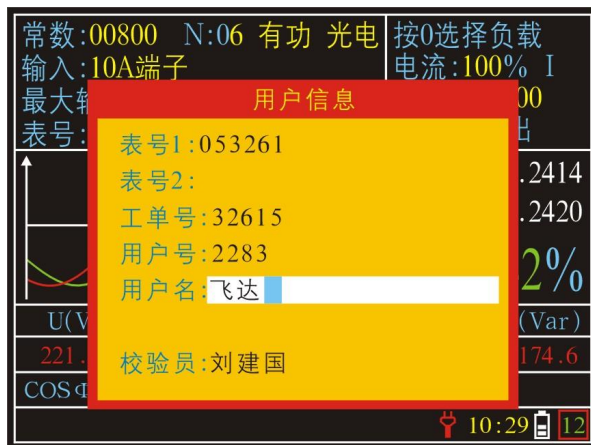 常数:00800 N:06 有功 光电 按0选择负载
输入:10A端子 电流:100% I
最大 00
表号: 出
用户信息
表号1:053261
表号2:
工单号:32615
用户号:2283
用户名:飞达
校验员:刘建国
.2414
.2420
2%
U(V (Var)
221. 174.6
COSΦ
10:29 12